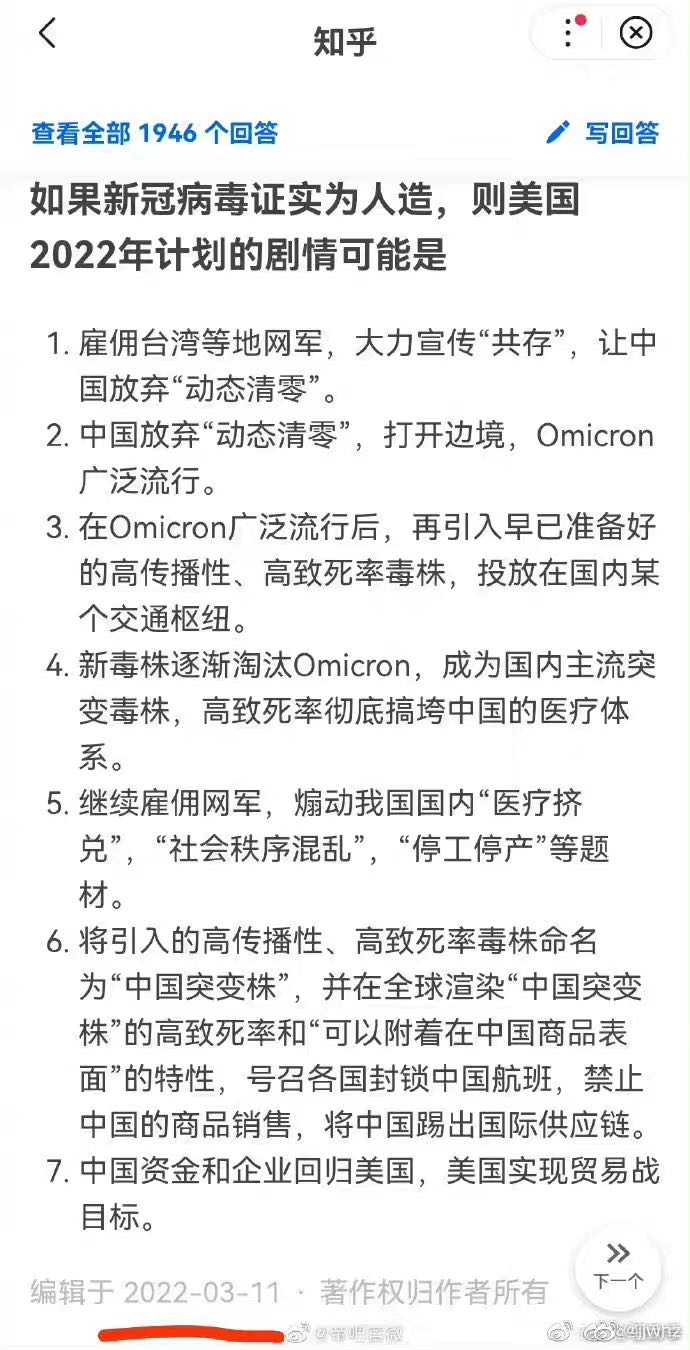 知乎
查看全部 1946 个回答
写回答
如果新冠病毒证实为人造，则美国
2022年计划的剧情可能是
1. 雇佣台湾等地网军，大力宣传“共存”，让中
国放弃“动态清零”。
2. 中国放弃“动态清零”，打开边境，Omicron
广泛流行。
3. 在Omicron广泛流行后，再引入早已准备好
的高传播性、高致死率毒株，投放在国内某
个交通枢纽。
4. 新毒株逐渐淘汰Omicron，成为国内主流突
变毒株，高致死率彻底搞垮中国的医疗体
系。
5. 继续雇佣网军，煽动我国国内“医疗挤
兑”，“社会秩序混乱”，“停工停产”等题
材。
6. 将引入的高传播性、高致死率毒株命名
为“中国突变株”，并在全球渲染“中国突变
株”的高致死率和“可以附着在中国商品表
面”的特性，号召各国封锁中国航班，禁止
中国的商品销售，将中国踢出国际供应链。
7. 中国资金和企业回归美国，美国实现贸易战
目标。
下一个
编辑于 2022-03-11 · 著作权归作者所有
@帝吧官微